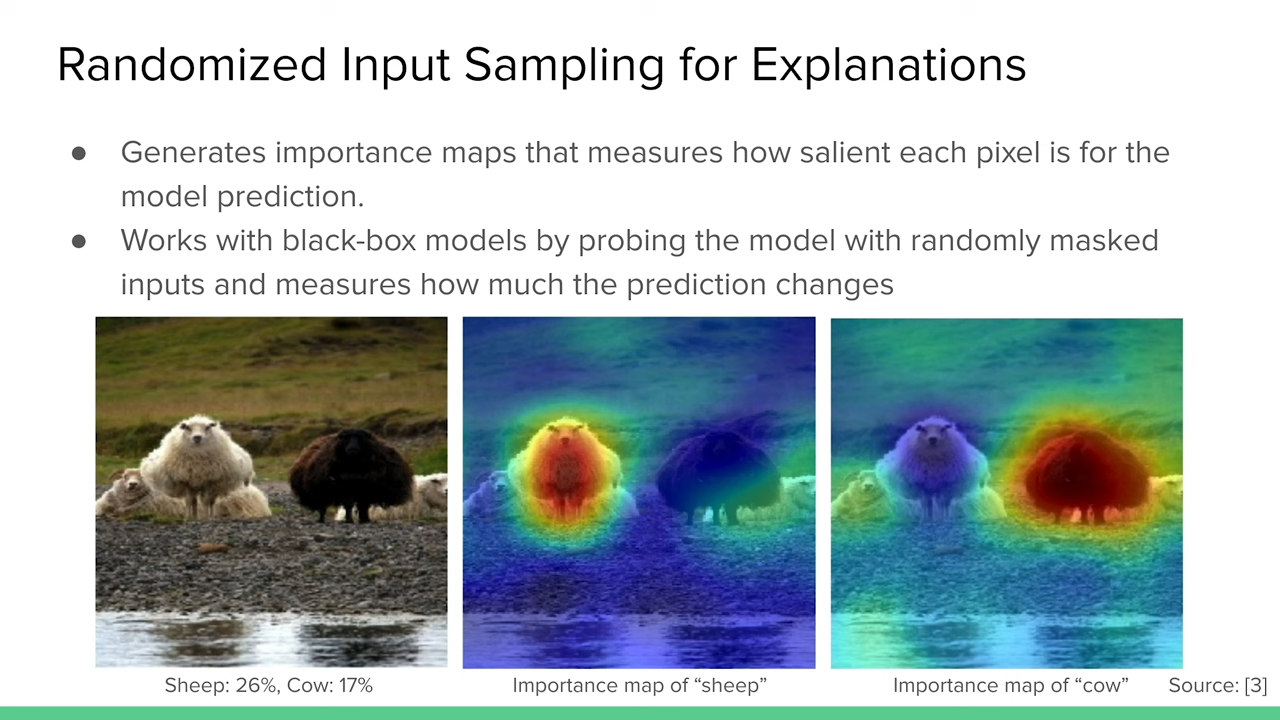 Randomized Input Sampling for Explanations
● Generates importance maps that measures how salient each pixel is for the
model prediction.
● Works with black-box models by probing the model with randomly masked
inputs and measures how much the prediction changes
Sheep: 26%, Cow: 17%
Importance map of “sheep”
Importance map of “cow”
Source: [3]